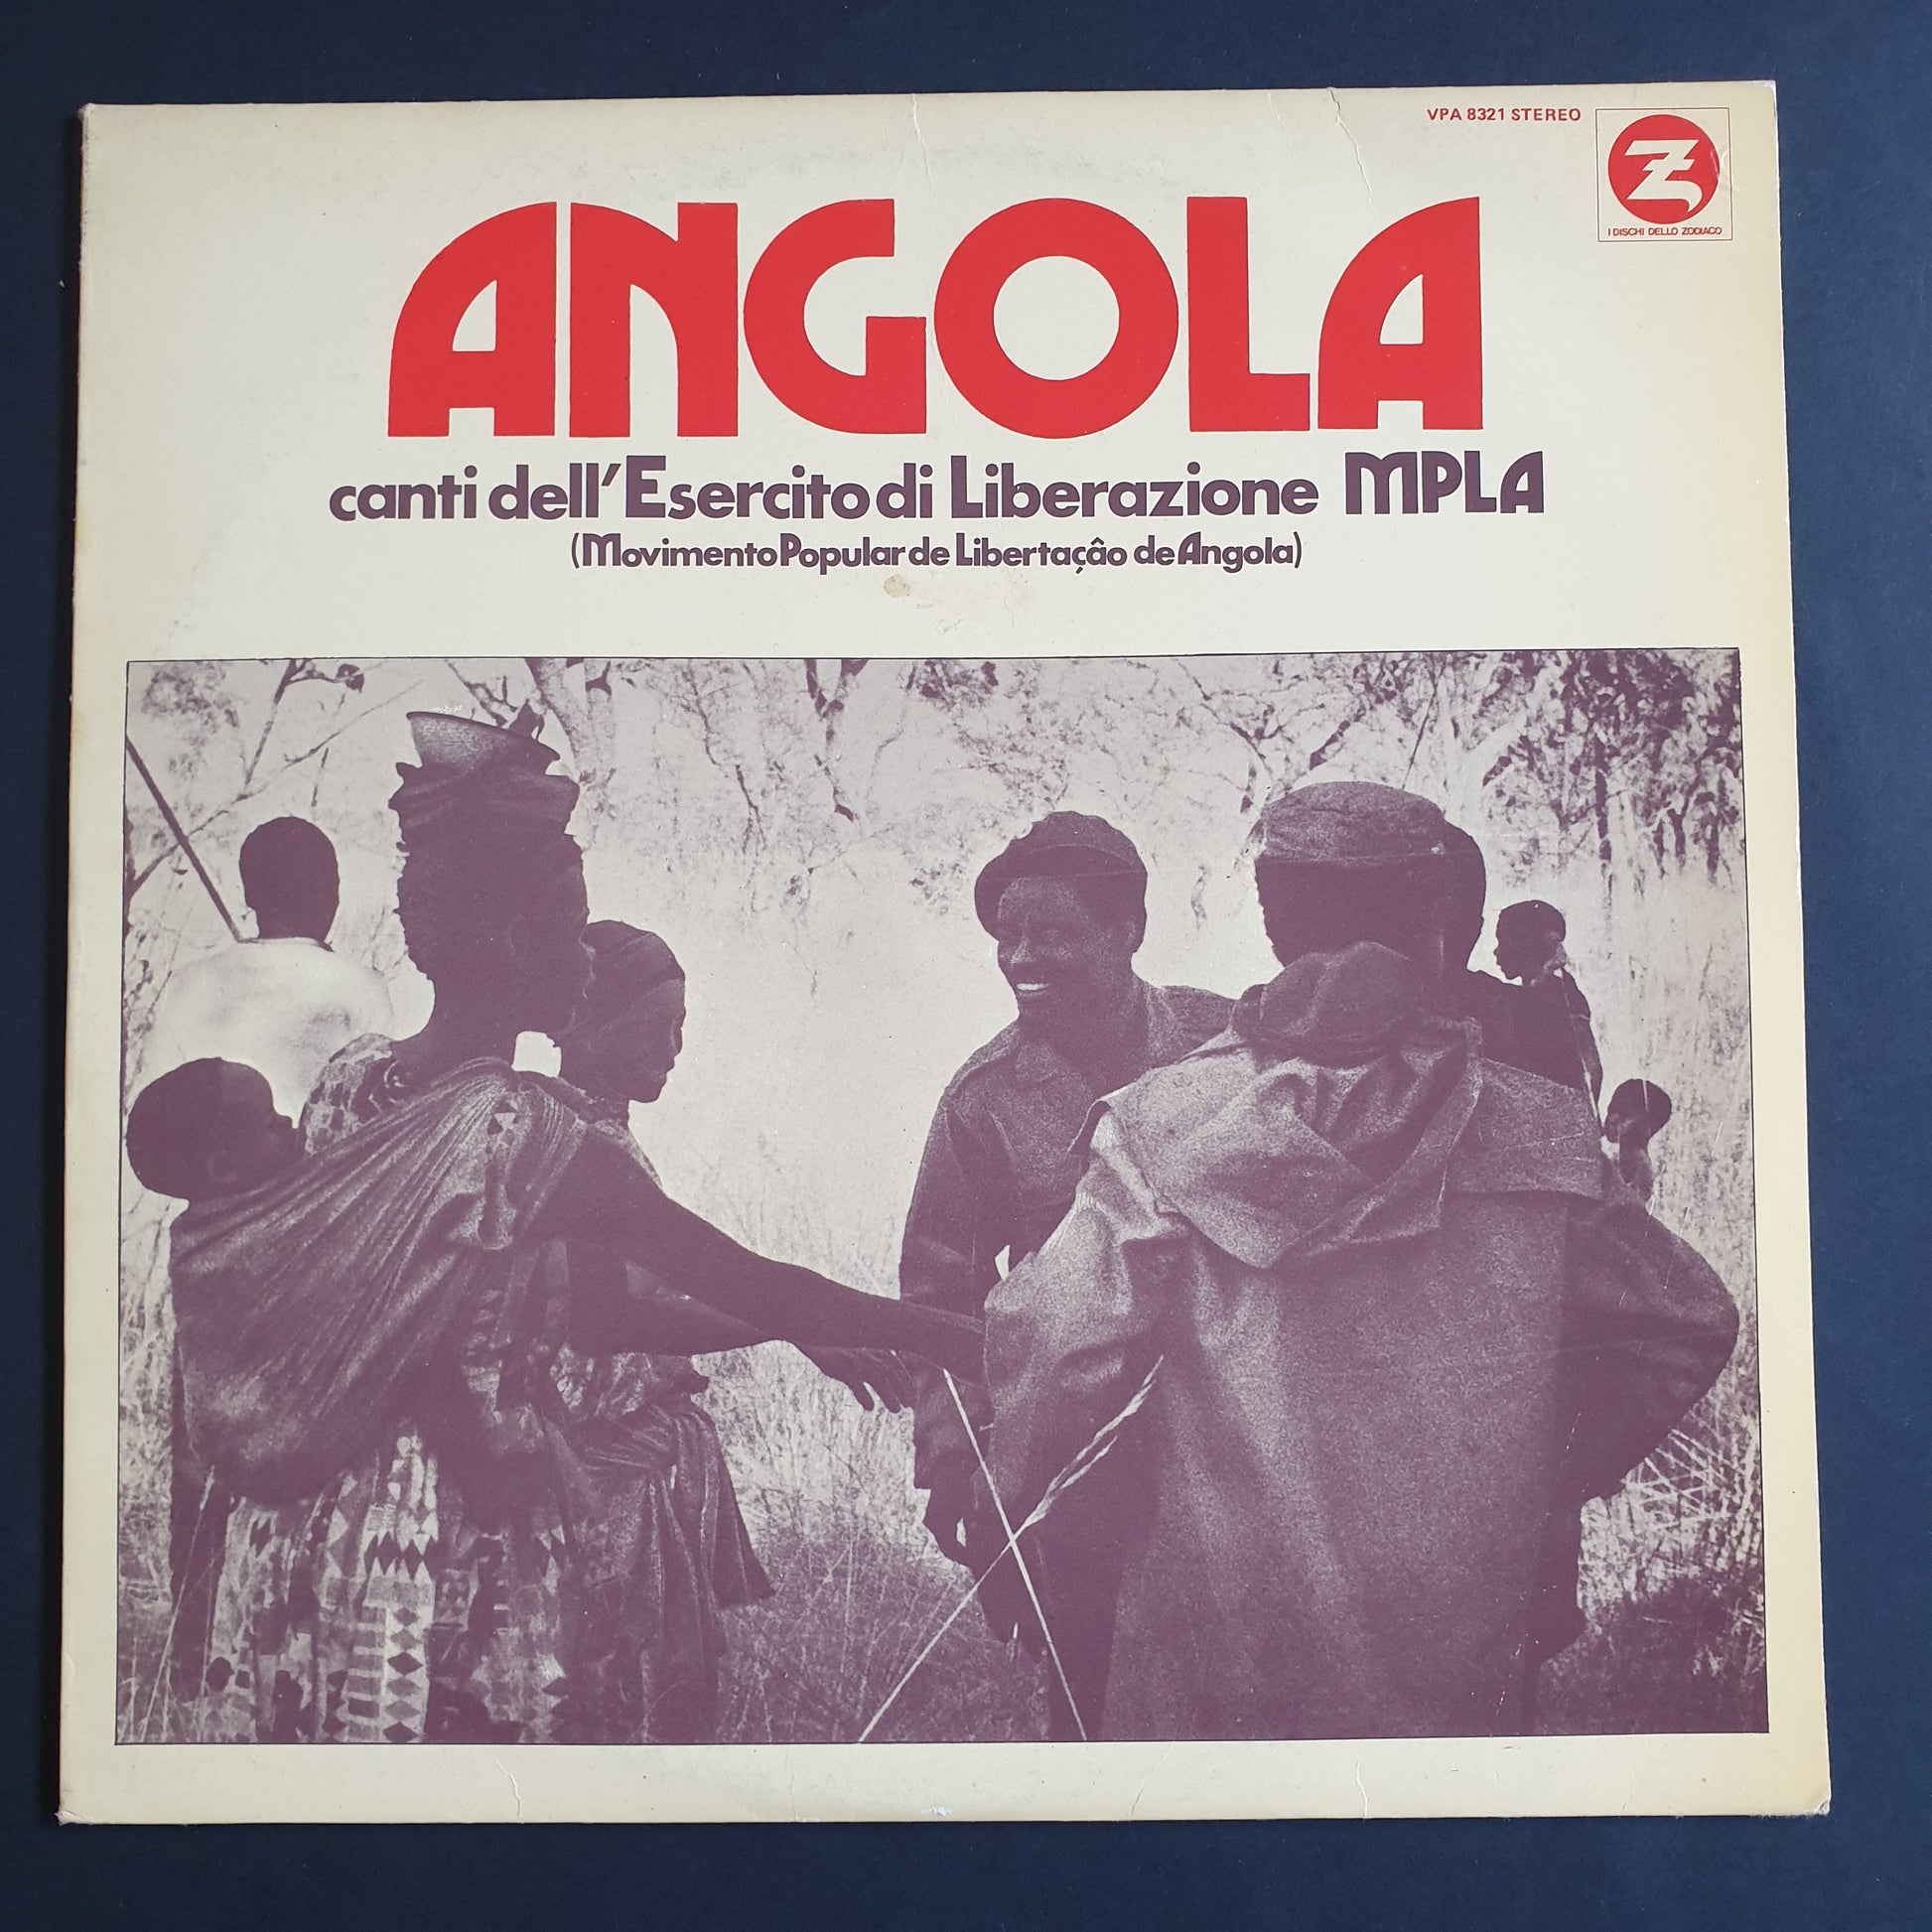 VPA 8321 STEREO
Z
I DISCHI DELLO ZODIACO
ANGOLA
canti dell'Esercito di Liberazione MPLA
(Movimento Popular de Libertaçâo de Angola)